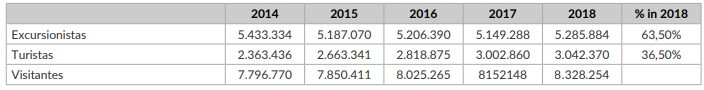 2014 2015 2016 2017 2018 % in 2018
Excursionistas 5.433.334 5.187.070 5.206.390 5.149.288 5.285.884 63,50%
Turistas 2.363.436 2.663.341 2.818.875 3.002.860 3.042.370 36,50%
Visitantes 7.796.770 7.850.411 8.025.265 8152148 8.328.254